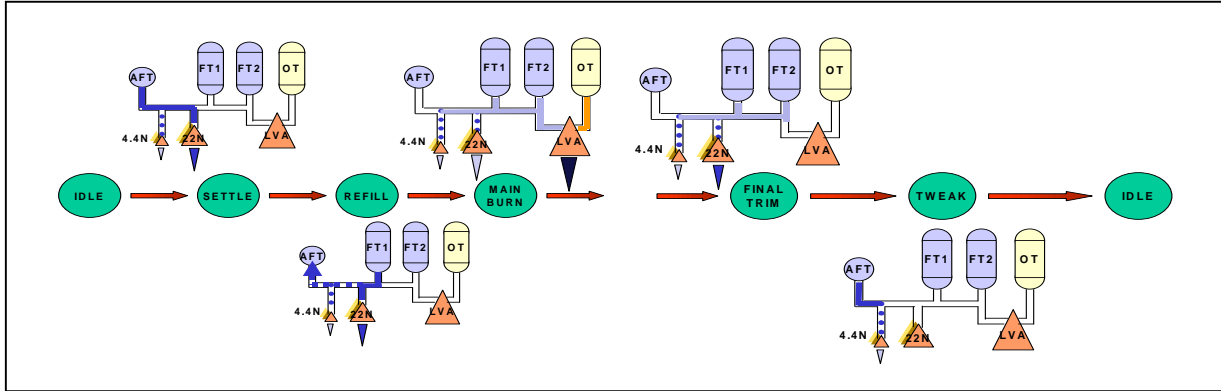 AFT
FT1
FT2
OT
4.4N
22N
LVA
AFT
FT1
FT2
OT
4.4N
22N
LVA
AFT
FT1
FT2
OT
4.4N
22N
LVA
IDLE
SETTLE
REFILL
MAIN
BURN
FINAL
TRIM
TWEAK
IDLE
AFT
FT1
FT2
OT
4.4N
22N
LVA
AFT
FT1
FT2
OT
4.4N
22N
LVA